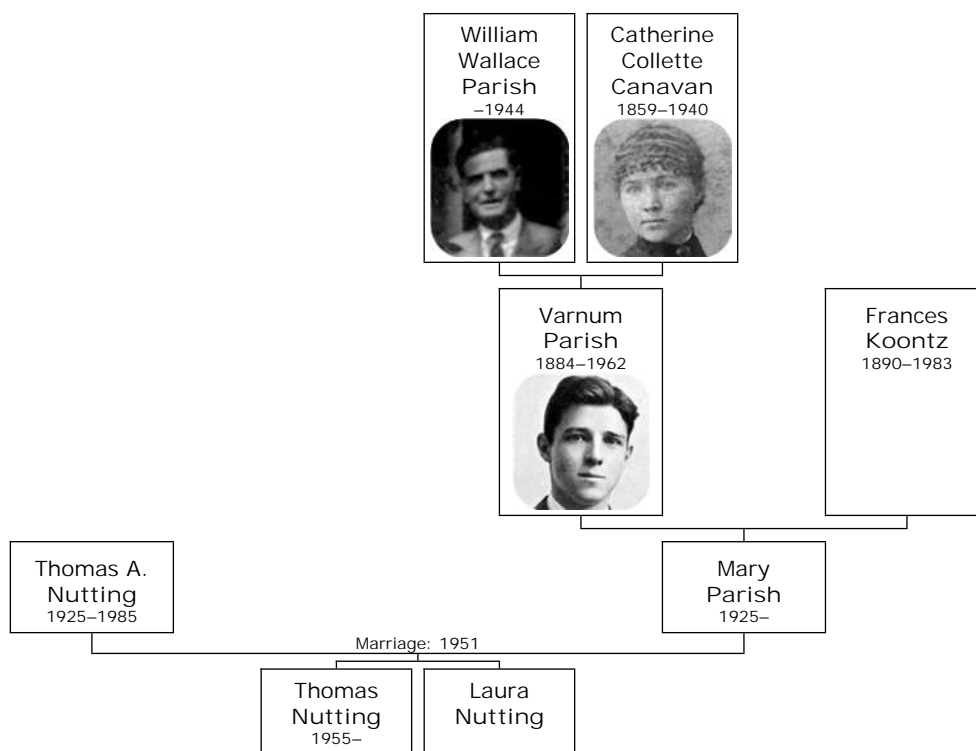 William
Wallace
Parish
–1944
Catherine
Collette
Canavan
1859–1940
Varnum
Parish
1884–1962
Frances
Koontz
1890–1983
Thomas A.
Nutting
1925–1985
Mary
Parish
1925–
Marriage: 1951
Thomas
Nutting
1955–
Laura
Nutting